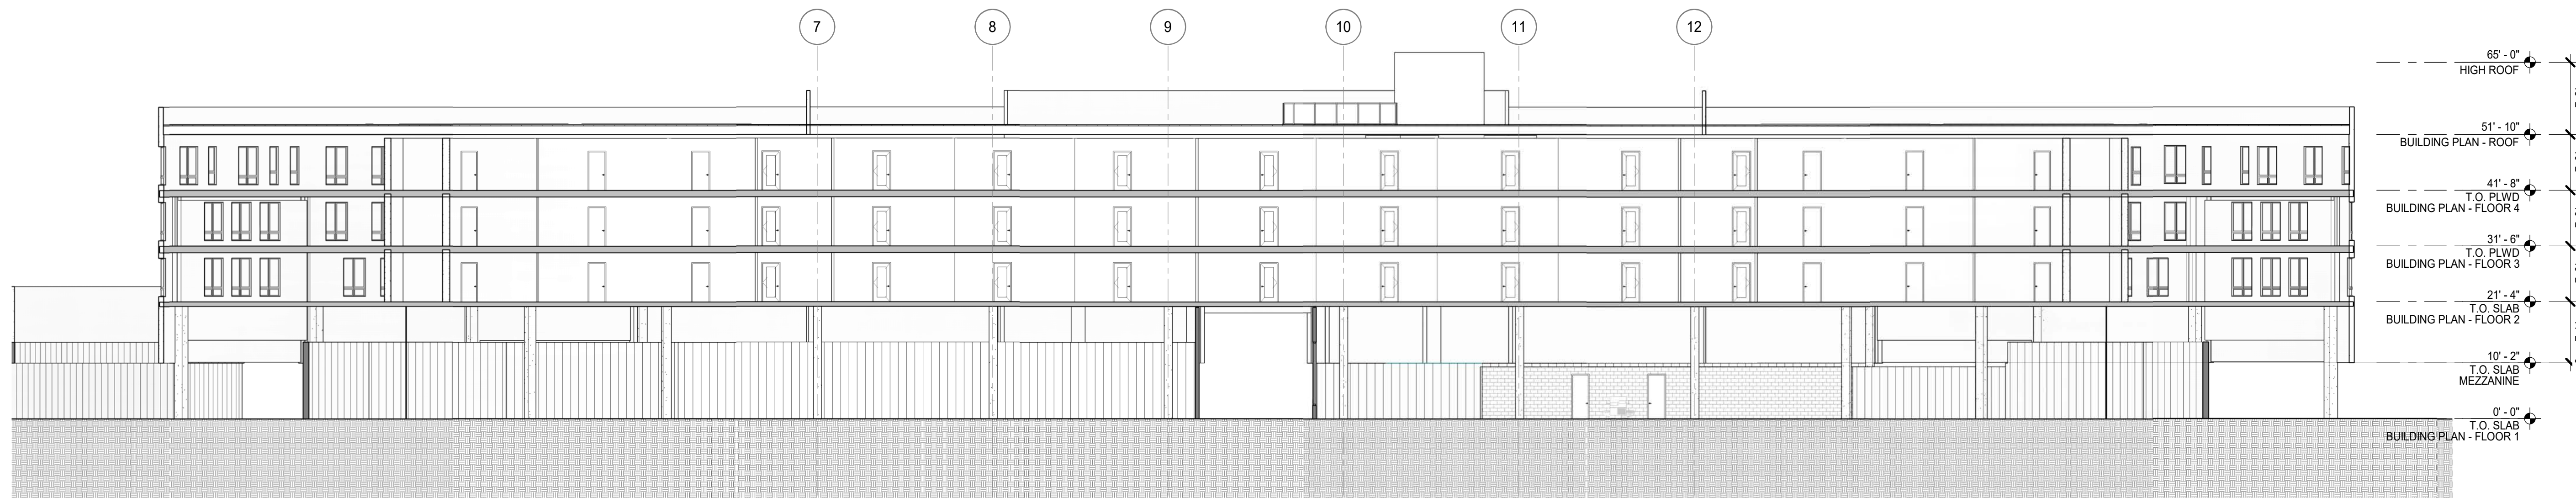 7
8
9
10
11
12
65' - 0"
HIGH ROOF
51' - 10"
BUILDING PLAN - ROOF
41' - 8"
T.O. PLWD
BUILDING PLAN - FLOOR 4
31' - 6"
T.O. PLWD
BUILDING PLAN - FLOOR 3
21' - 4"
T.O. SLAB
BUILDING PLAN - FLOOR 2
10' - 2"
T.O. SLAB
MEZZANINE
0' - 0"
T.O. SLAB
BUILDING PLAN - FLOOR 1